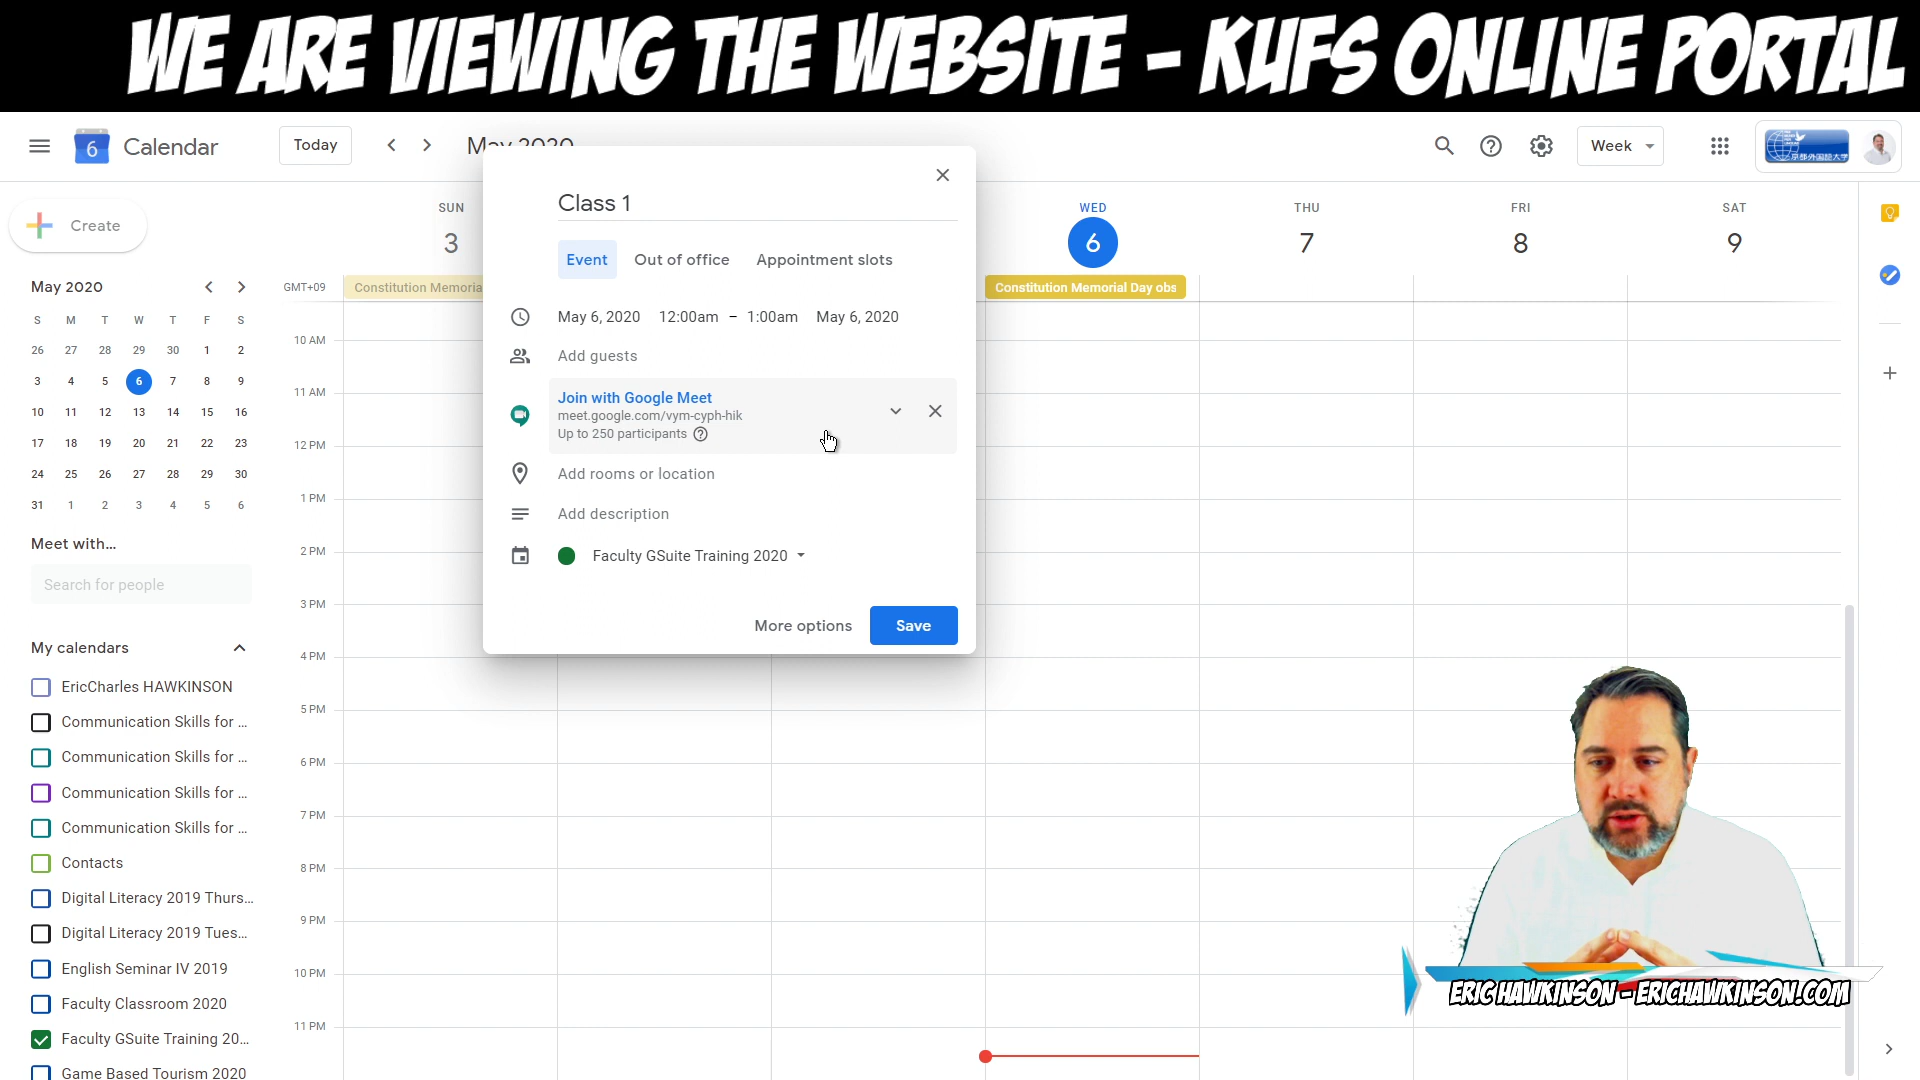 WE ARE VIEWING THE WEBSITE - KUFS ONLINE PORTAL
6 Calendar Today May 2020 Week
京都外国語大学
Create
May 2020
S M T W T F S
26 27 28 29 30 1 2
3 4 5 6 7 8 9
10 11 12 13 14 15 16
17 18 19 20 21 22 23
24 25 26 27 28 29 30
31 1 2 3 4 5 6
Meet with...
Search for people
My calendars
EricCharles HAWKINSON
Communication Skills for ...
Communication Skills for ...
Communication Skills for ...
Communication Skills for ...
Contacts
Digital Literacy 2019 Thurs...
Digital Literacy 2019 Tues...
English Seminar IV 2019
Faculty Classroom 2020
Faculty GSuite Training 20...
Game Based Tourism 2020
SUN WED THU FRI SAT
3 6 7 8 9
GMT+09 Constitution Memoria Constitution Memorial Day obs
10 AM
11 AM
12 PM
1 PM
2 PM
3 PM
4 PM
5 PM
6 PM
7 PM
8 PM
9 PM
10 PM
11 PM
Class 1
Event Out of office Appointment slots
May 6, 2020 12:00am – 1:00am May 6, 2020
Add guests
Join with Google Meet
meet.google.com/vym-cyph-hik
Up to 250 participants
Add rooms or location
Add description
Faculty GSuite Training 2020
More options Save
ERIC HAWKINSON - ERICHAWKINSON.COM